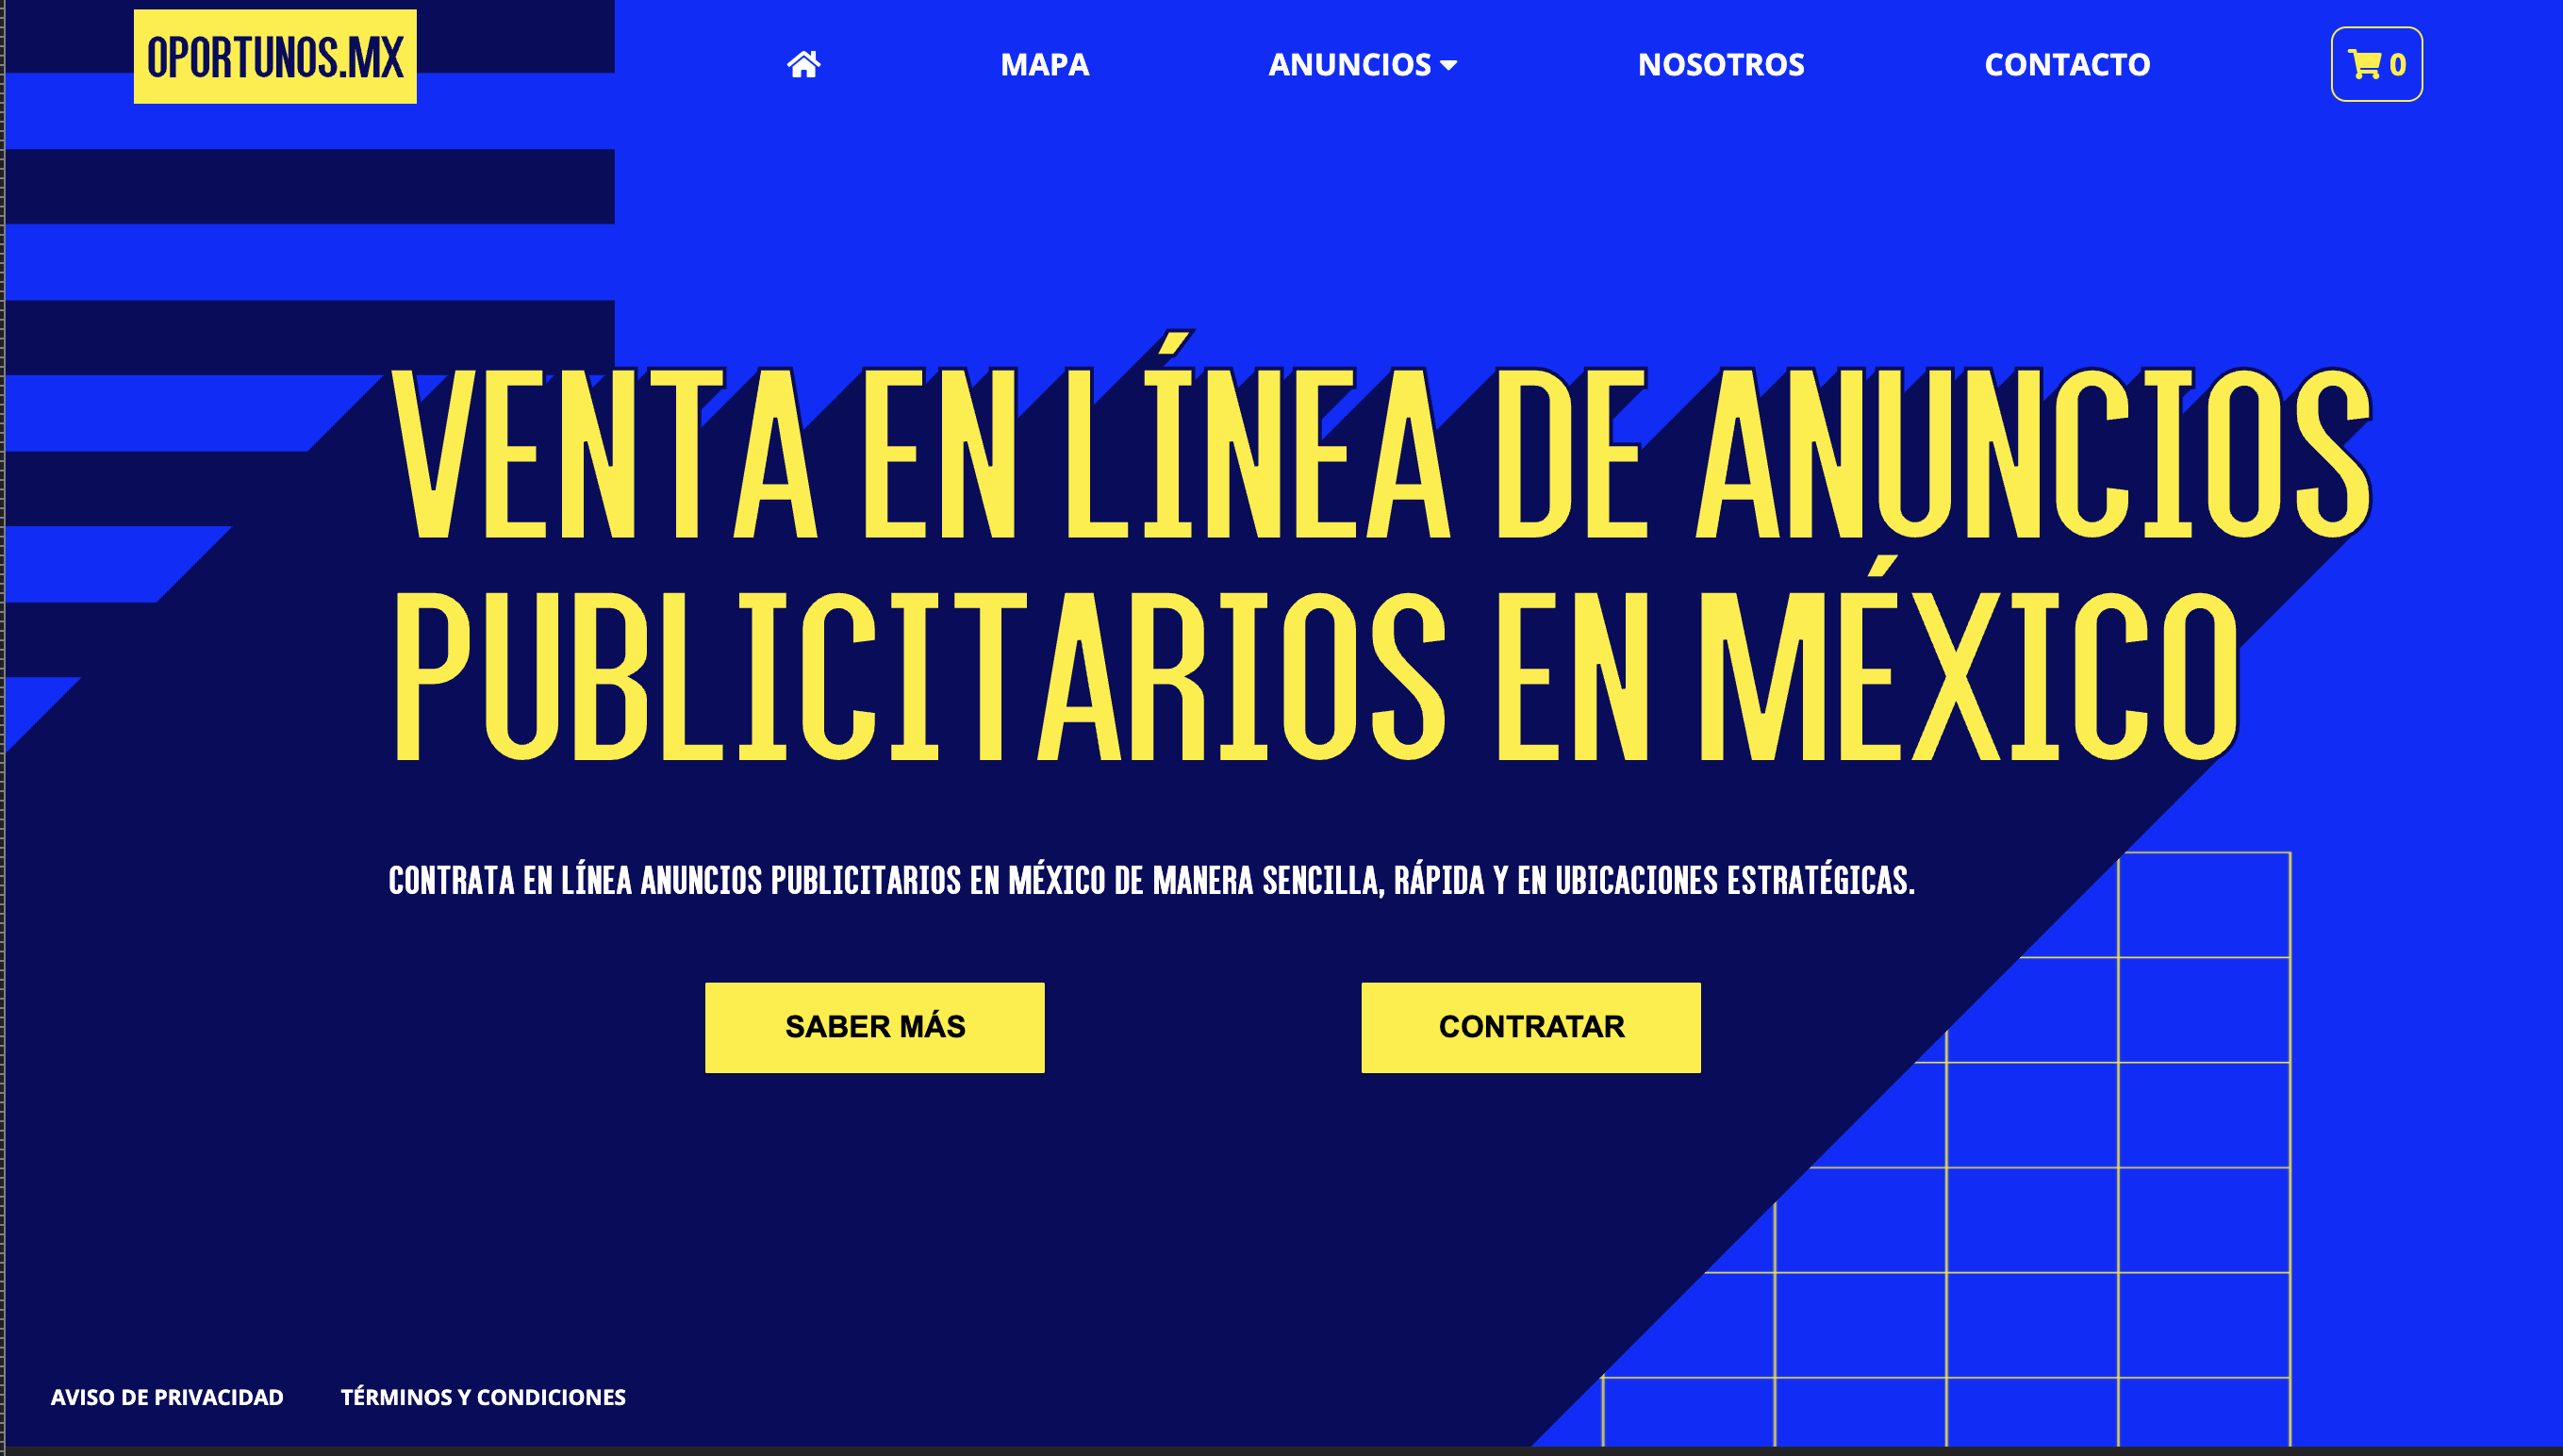 OPORTUNOS.MX
MAPA
ANUNCIOS
NOSOTROS
CONTACTO
0
VENTA EN LÍNEA DE ANUNCIOS
PUBLICITARIOS EN MÉXICO
CONTRATA EN LÍNEA ANUNCIOS PUBLICITARIOS EN MÉXICO DE MANERA SENCILLA, RÁPIDA Y EN UBICACIONES ESTRATÉGICAS.
SABER MÁS
CONTRATAR
AVISO DE PRIVACIDAD
TÉRMINOS Y CONDICIONES